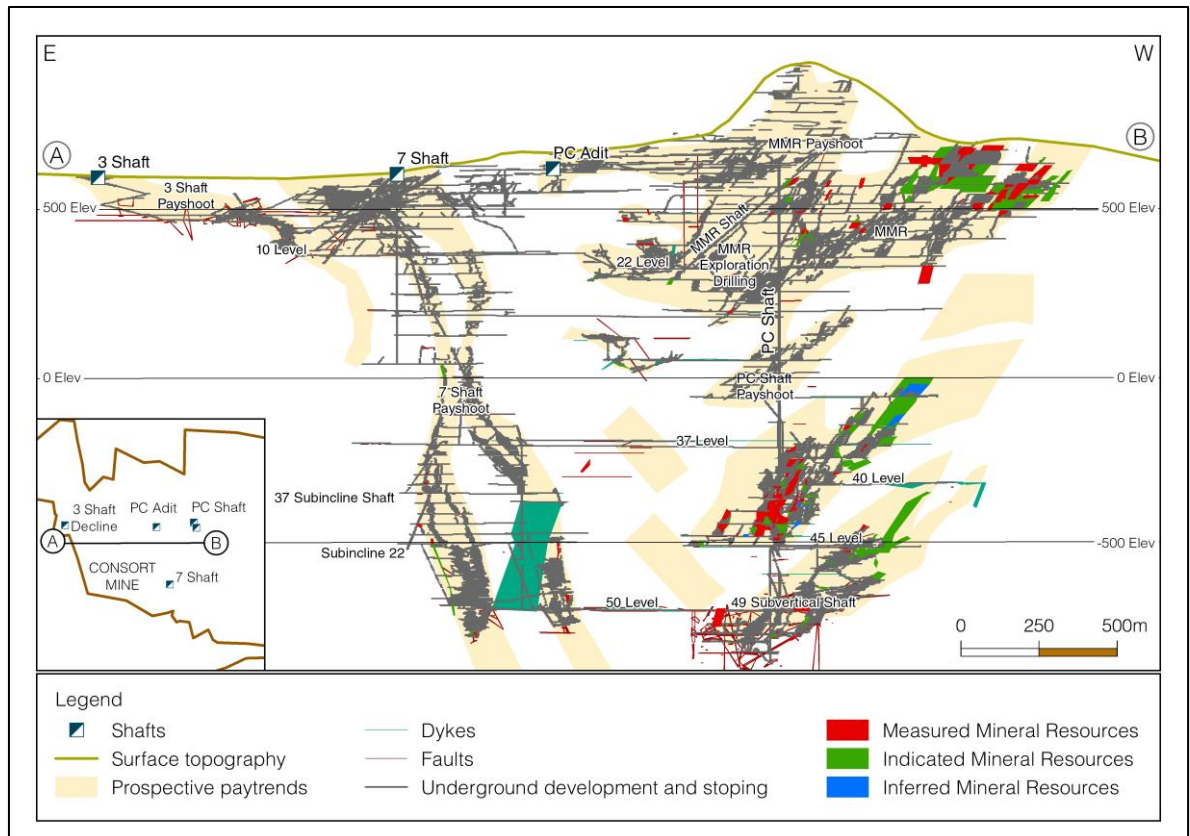 E
W
A
B
3 Shaft
7 Shaft
PC Adit
MMR Payshoot
3 Shaft
Payshoot
500 Elev
500 Elev
MMR Shaft
MMR
10 Level
22 Level
MMR
Exploration
Drilling
PC Shaft
0 Elev
0 Elev
PC Shaft
Payshoot
7 Shaft
Payshoot
37 Level
40 Level
37 Subincline Shaft
45 Level
Subincline 22
-500 Elev
50 Level
49 Subvertical Shaft
0
250
500m
3 Shaft
Decline
PC Adit
PC Shaft
A
B
CONSORT
MINE
7 Shaft
Legend
Shafts
Surface topography
Prospective paytrends
Dykes
Faults
Underground development and stoping
Measured Mineral Resources
Indicated Mineral Resources
Inferred Mineral Resources